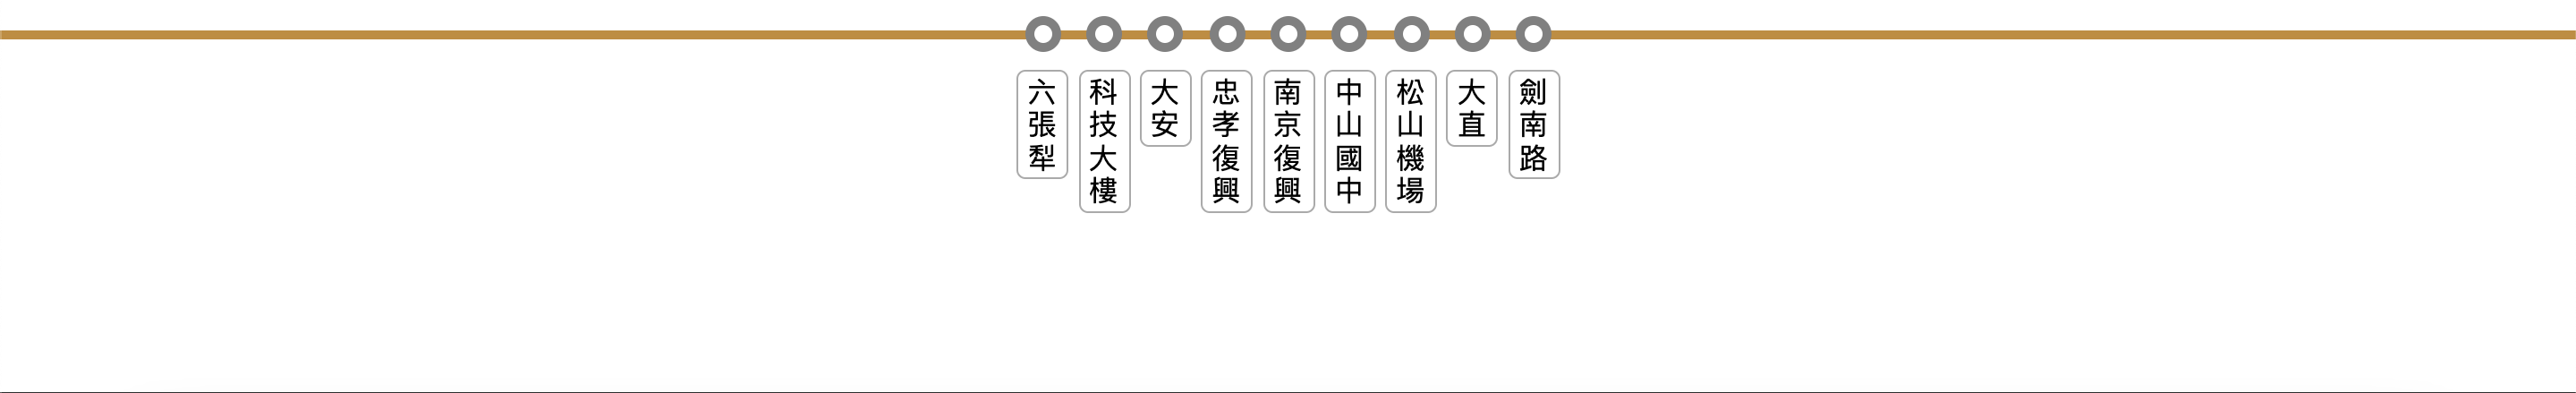 六張犁
科技大樓
大安
忠孝復興
南京復興
中山國中
松山機場
大直
劍南路